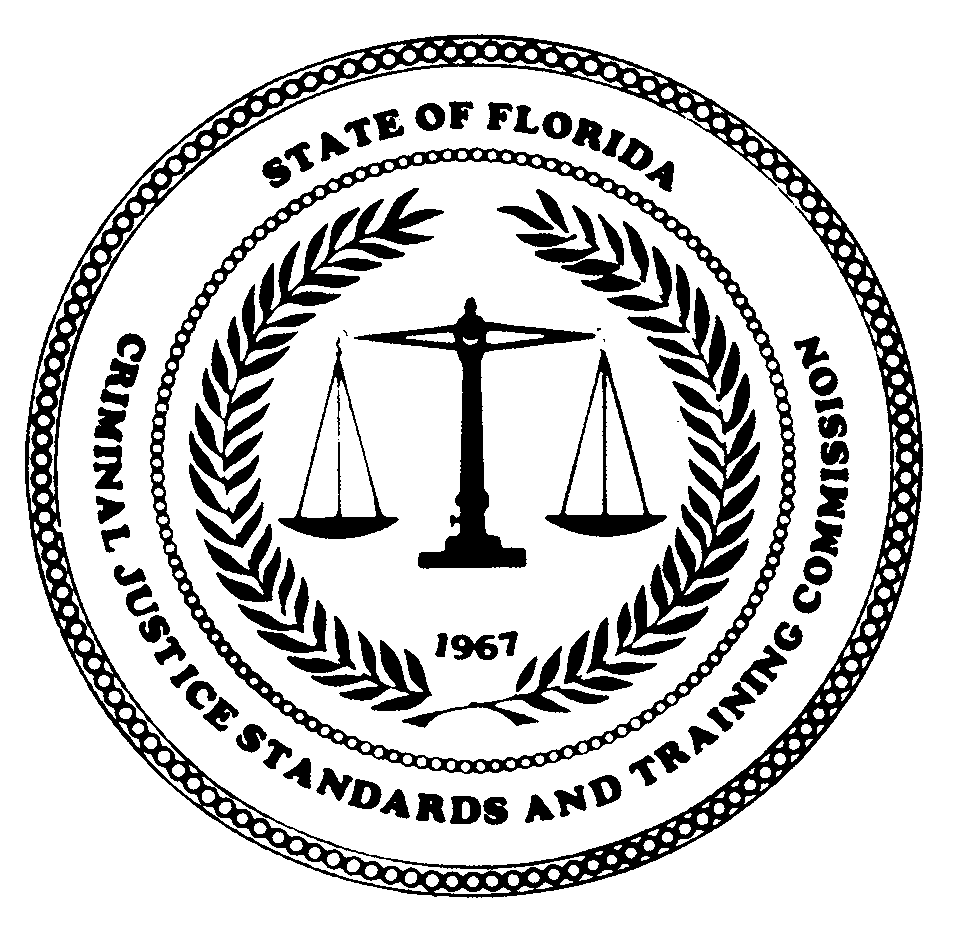 STATE OF FLORIDA
CRIMINAL JUSTICE STANDARDS AND TRAINING COMMISSION
1967